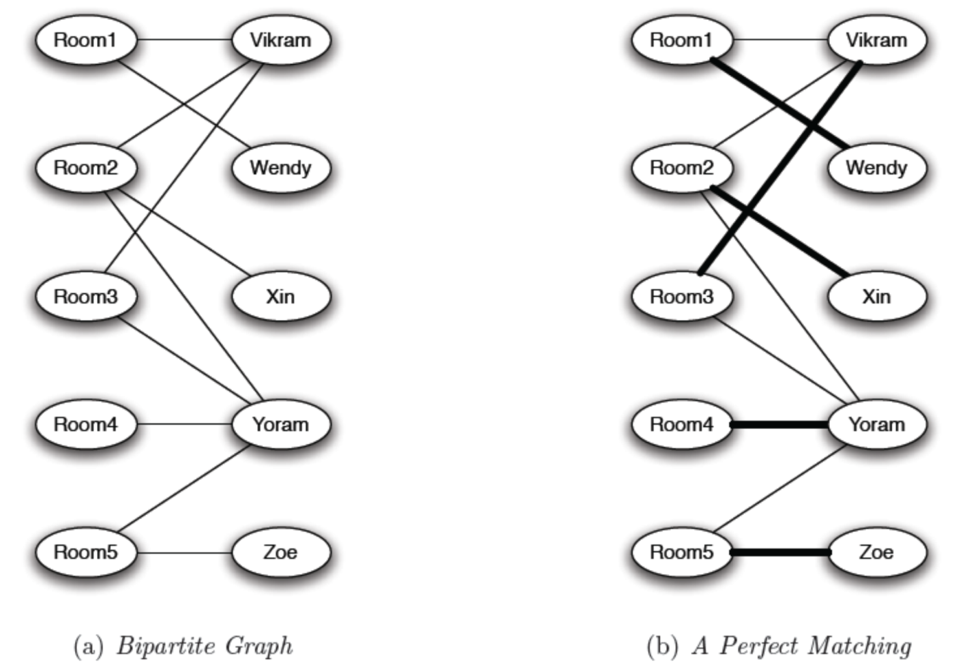 Room1 Vikram Room1 Vikram
Room2 Wendy Room2 Wendy
Room3 Xin Room3 Xin
Room4 Yoram Room4 Yoram
Room5 Zoe Room5 Zoe
(a) Bipartite Graph (b) A Perfect Matching